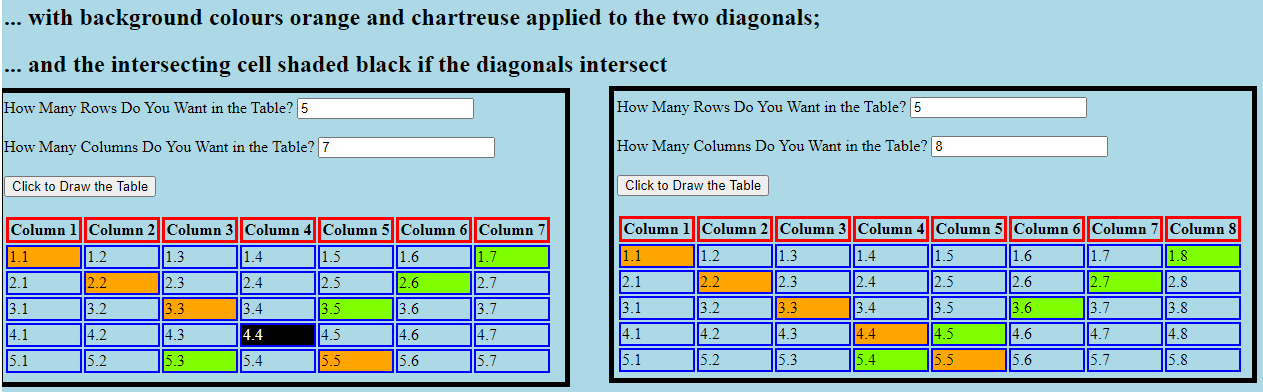 ... with background colours orange and chartreuse applied to the two diagonals;
... and the intersecting cell shaded black if the diagonals intersect
How Many Rows Do You Want in the Table? 5
How Many Columns Do You Want in the Table? 7
Click to Draw the Table
Column 1 Column 2 Column 3 Column 4 Column 5 Column 6 Column 7
1.1 1.2 1.3 1.4 1.5 1.6 1.7
2.1 2.2 2.3 2.4 2.5 2.6 2.7
3.1 3.2 3.3 3.4 3.5 3.6 3.7
4.1 4.2 4.3 4.4 4.5 4.6 4.7
5.1 5.2 5.3 5.4 5.5 5.6 5.7
How Many Rows Do You Want in the Table? 5
How Many Columns Do You Want in the Table? 8
Click to Draw the Table
Column 1 Column 2 Column 3 Column 4 Column 5 Column 6 Column 7 Column 8
1.1 1.2 1.3 1.4 1.5 1.6 1.7 1.8
2.1 2.2 2.3 2.4 2.5 2.6 2.7 2.8
3.1 3.2 3.3 3.4 3.5 3.6 3.7 3.8
4.1 4.2 4.3 4.4 4.5 4.6 4.7 4.8
5.1 5.2 5.3 5.4 5.5 5.6 5.7 5.8